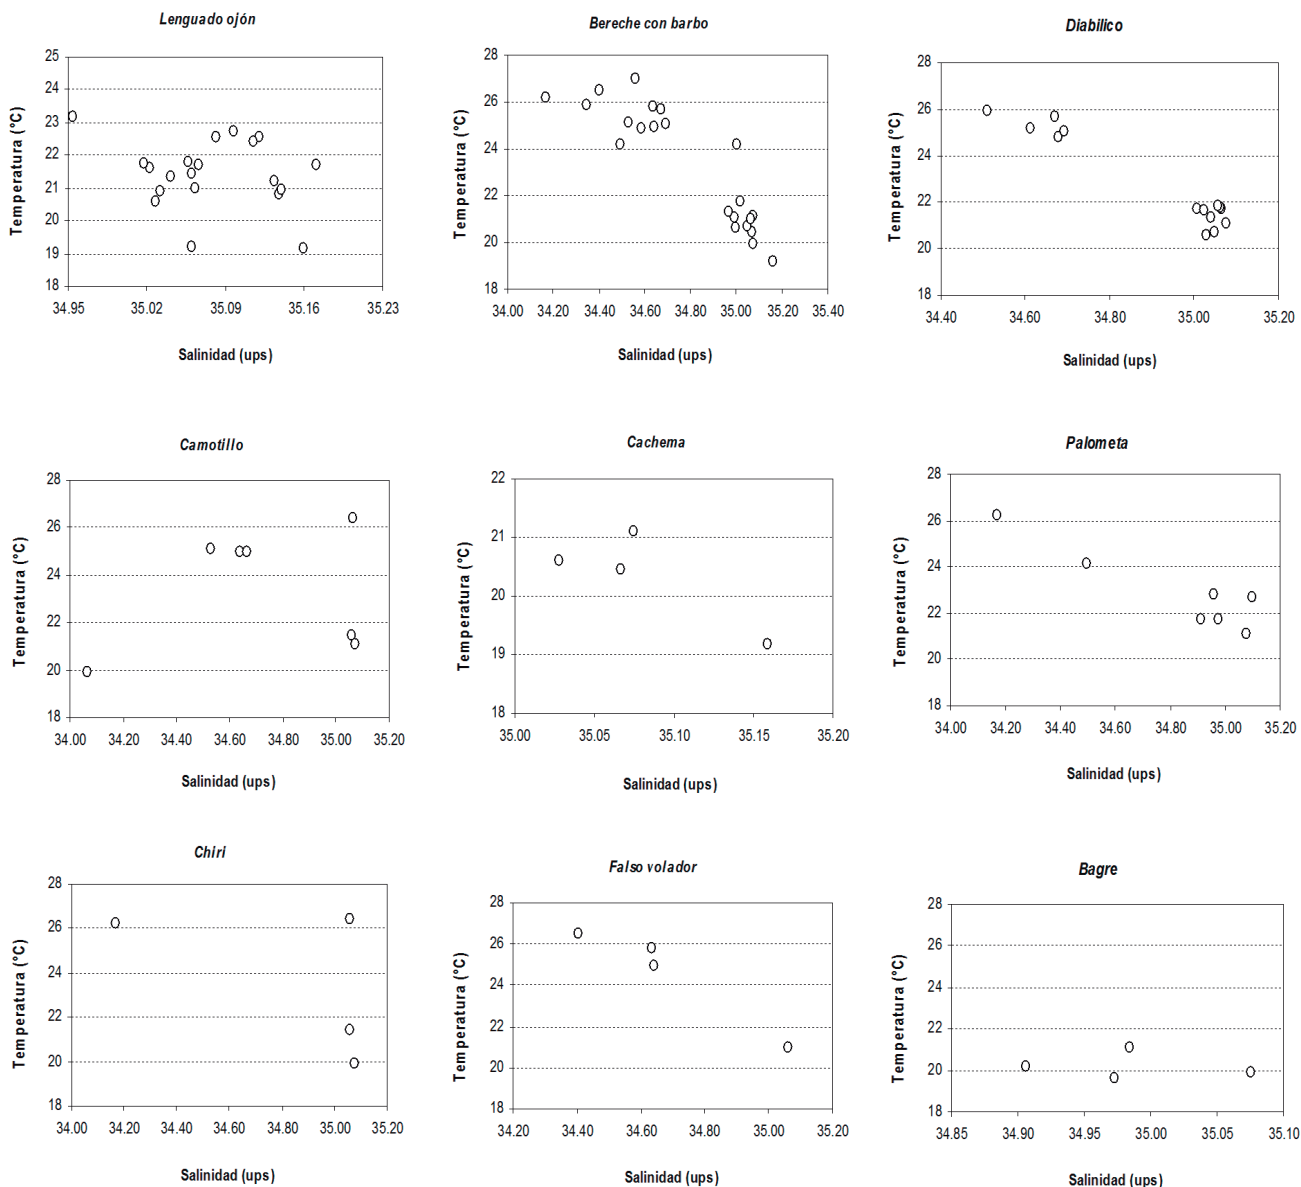 Lenguado ojón
Temperatura (°C)
25
24
23
22
21
20
19
18
34.95 35.02 35.09 35.16 35.23
Salinidad (ups)
Bereche con barbo
Temperatura (°C)
28
26
24
22
20
18
34.00 34.20 34.40 34.60 34.80 35.00 35.20 35.40
Salinidad (ups)
Diabilico
Temperatura (°C)
28
26
24
22
20
18
34.40 34.60 34.80 35.00 35.20
Salinidad (ups)
Camotillo
Temperatura (°C)
28
26
24
22
20
18
34.00 34.20 34.40 34.60 34.80 35.00 35.20
Salinidad (ups)
Cachema
Temperatura (°C)
22
21
20
19
18
35.00 35.05 35.10 35.15 35.20
Salinidad (ups)
Palometa
Temperatura (°C)
28
26
24
22
20
18
34.00 34.20 34.40 34.60 34.80 35.00 35.20
Salinidad (ups)
Chiri
Temperatura (°C)
28
26
24
22
20
18
34.00 34.20 34.40 34.60 34.80 35.00 35.20
Salinidad (ups)
Falso volador
Temperatura (°C)
28
26
24
22
20
18
34.20 34.40 34.60 34.80 35.00 35.20
Salinidad (ups)
Bagre
Temperatura (°C)
28
26
24
22
20
18
34.85 34.90 34.95 35.00 35.05 35.10
Salinidad (ups)